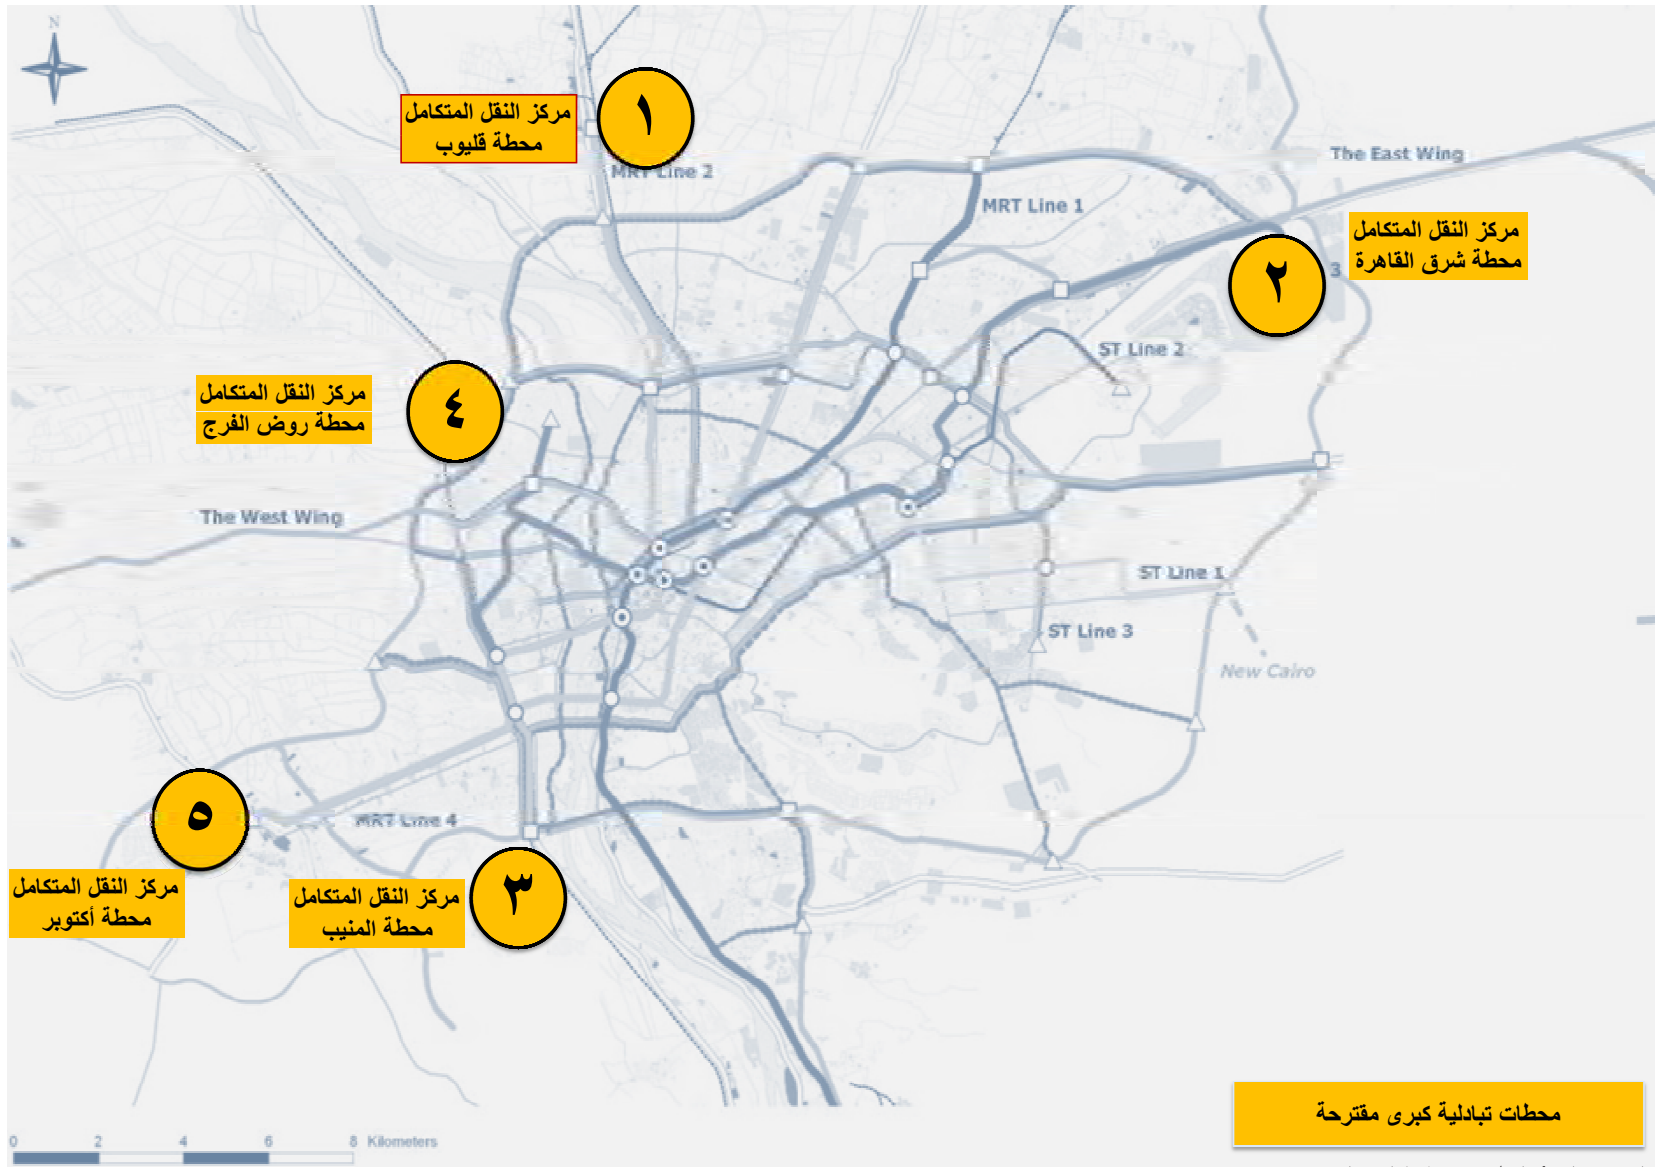 N
١
مركز النقل المتكامل
محطة قليوب
MRT Line 2
The East Wing
MRT Line 1
مركز النقل المتكامل
محطة شرق القاهرة
3
٢
ST Line 2
مركز النقل المتكامل
محطة روض الفرج
٤
The West Wing
ST Line 1
ST Line 3
New Cairo
٥
MRT Line 4
مركز النقل المتكامل
محطة أكتوبر
مركز النقل المتكامل
محطة المنيب
٣
محطات تبادلية كبرى مقترحة
0 2 4 6 8 Kilometers